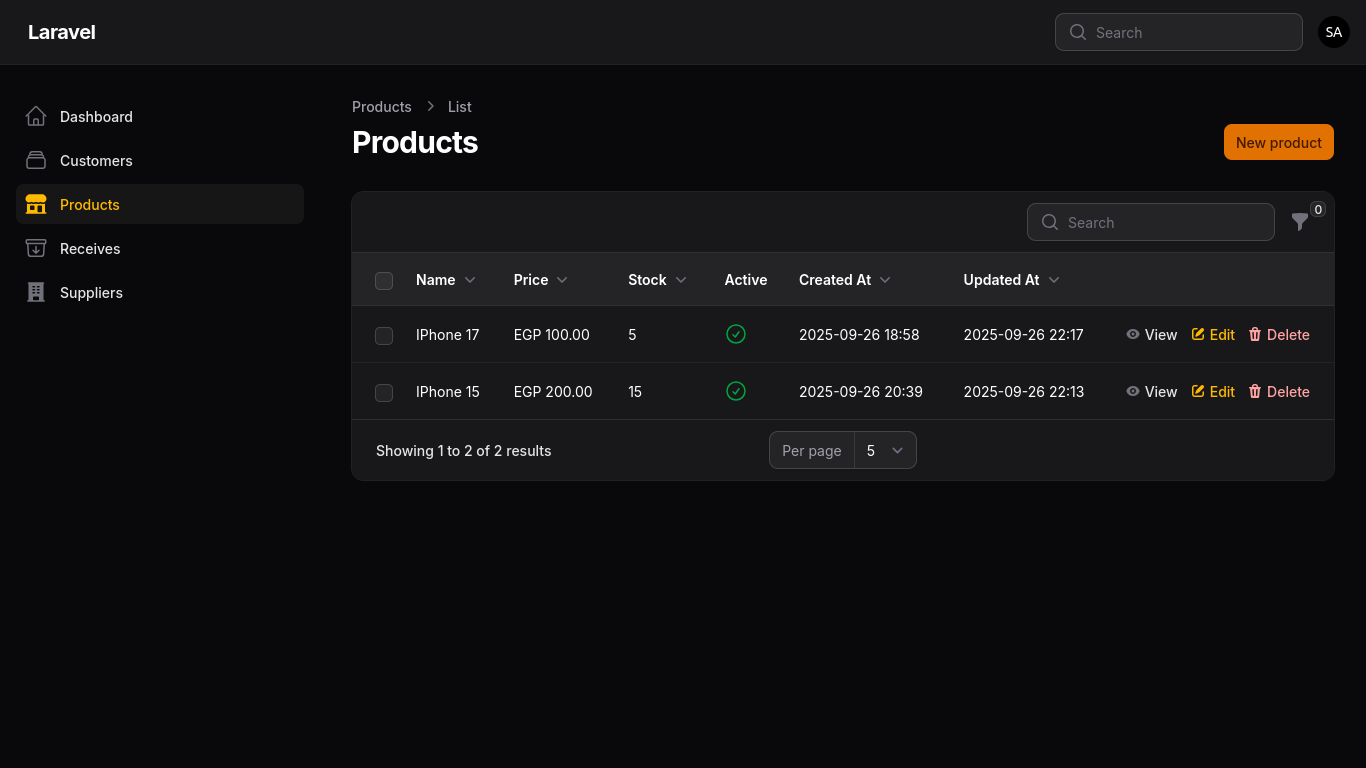 Laravel
Search
SA
Dashboard
Customers
Products
Receives
Suppliers
Products > List
Products
New product
Search
0
Name Price Stock Active Created At Updated At
IPhone 17 EGP 100.00 5 2025-09-26 18:58 2025-09-26 22:17 View Edit Delete
IPhone 15 EGP 200.00 15 2025-09-26 20:39 2025-09-26 22:13 View Edit Delete
Showing 1 to 2 of 2 results
Per page 5